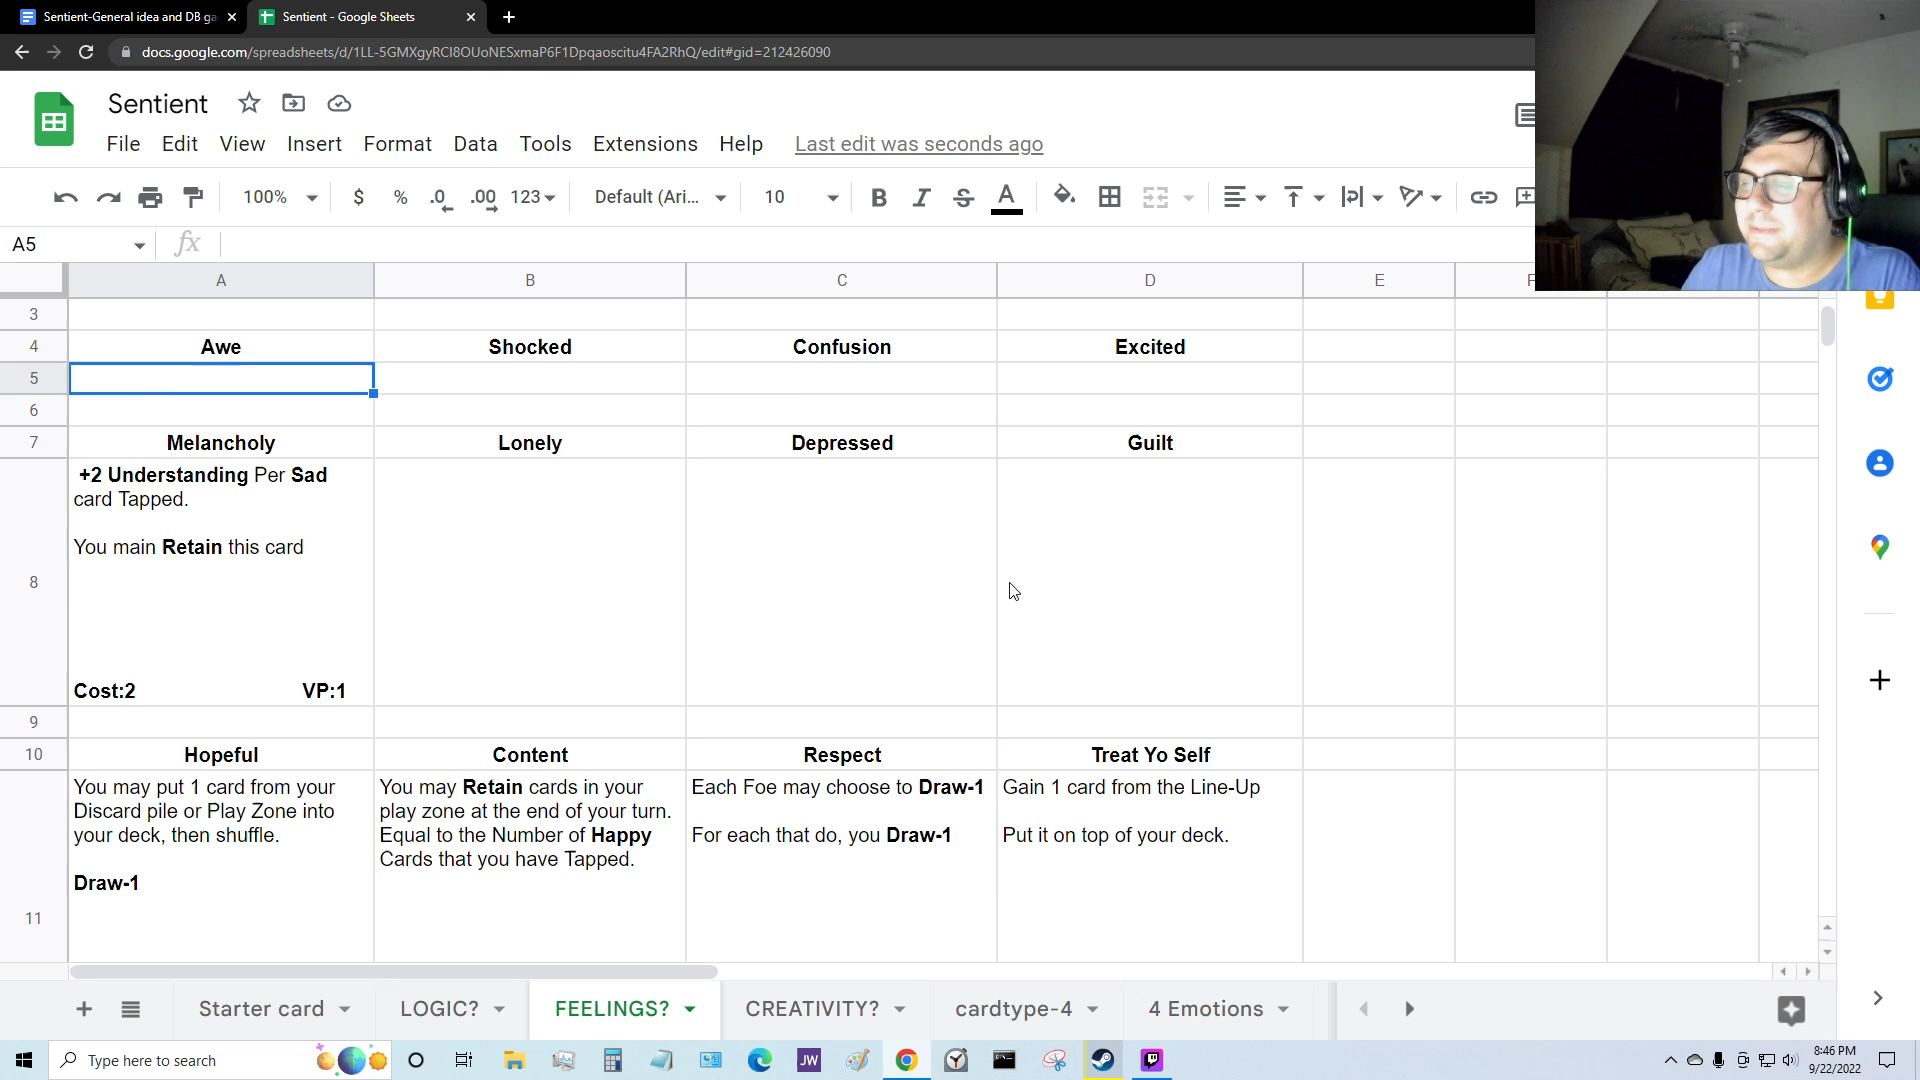 Sentient-General idea and DB ga
Sentient - Google Sheets
docs.google.com/spreadsheets/d/1LL-5GMXgyRCI8OUoNESxmaP6F1Dpqaoscitu4FA2RhQ/edit#gid=212426090
Sentient
File Edit View Insert Format Data Tools Extensions Help Last edit was seconds ago
100% $ % .0 .00 123 Default (Ari... 10 B I S A
A5 fx
A B C D E F
3
4 Awe Shocked Confusion Excited
5
6
7 Melancholy Lonely Depressed Guilt
+2 Understanding Per Sad
card Tapped.
You main Retain this card
8
Cost:2 VP:1
9
10 Hopeful Content Respect Treat Yo Self
You may put 1 card from your You may Retain cards in your Each Foe may choose to Draw-1 Gain 1 card from the Line-Up
Discard pile or Play Zone into play zone at the end of your turn.
your deck, then shuffle. Equal to the Number of Happy For each that do, you Draw-1 Put it on top of your deck.
Cards that you have Tapped.
Draw-1
11
Starter card LOGIC? FEELINGS? CREATIVITY? cardtype-4 4 Emotions
Type here to search
JW
8:46 PM
9/22/2022